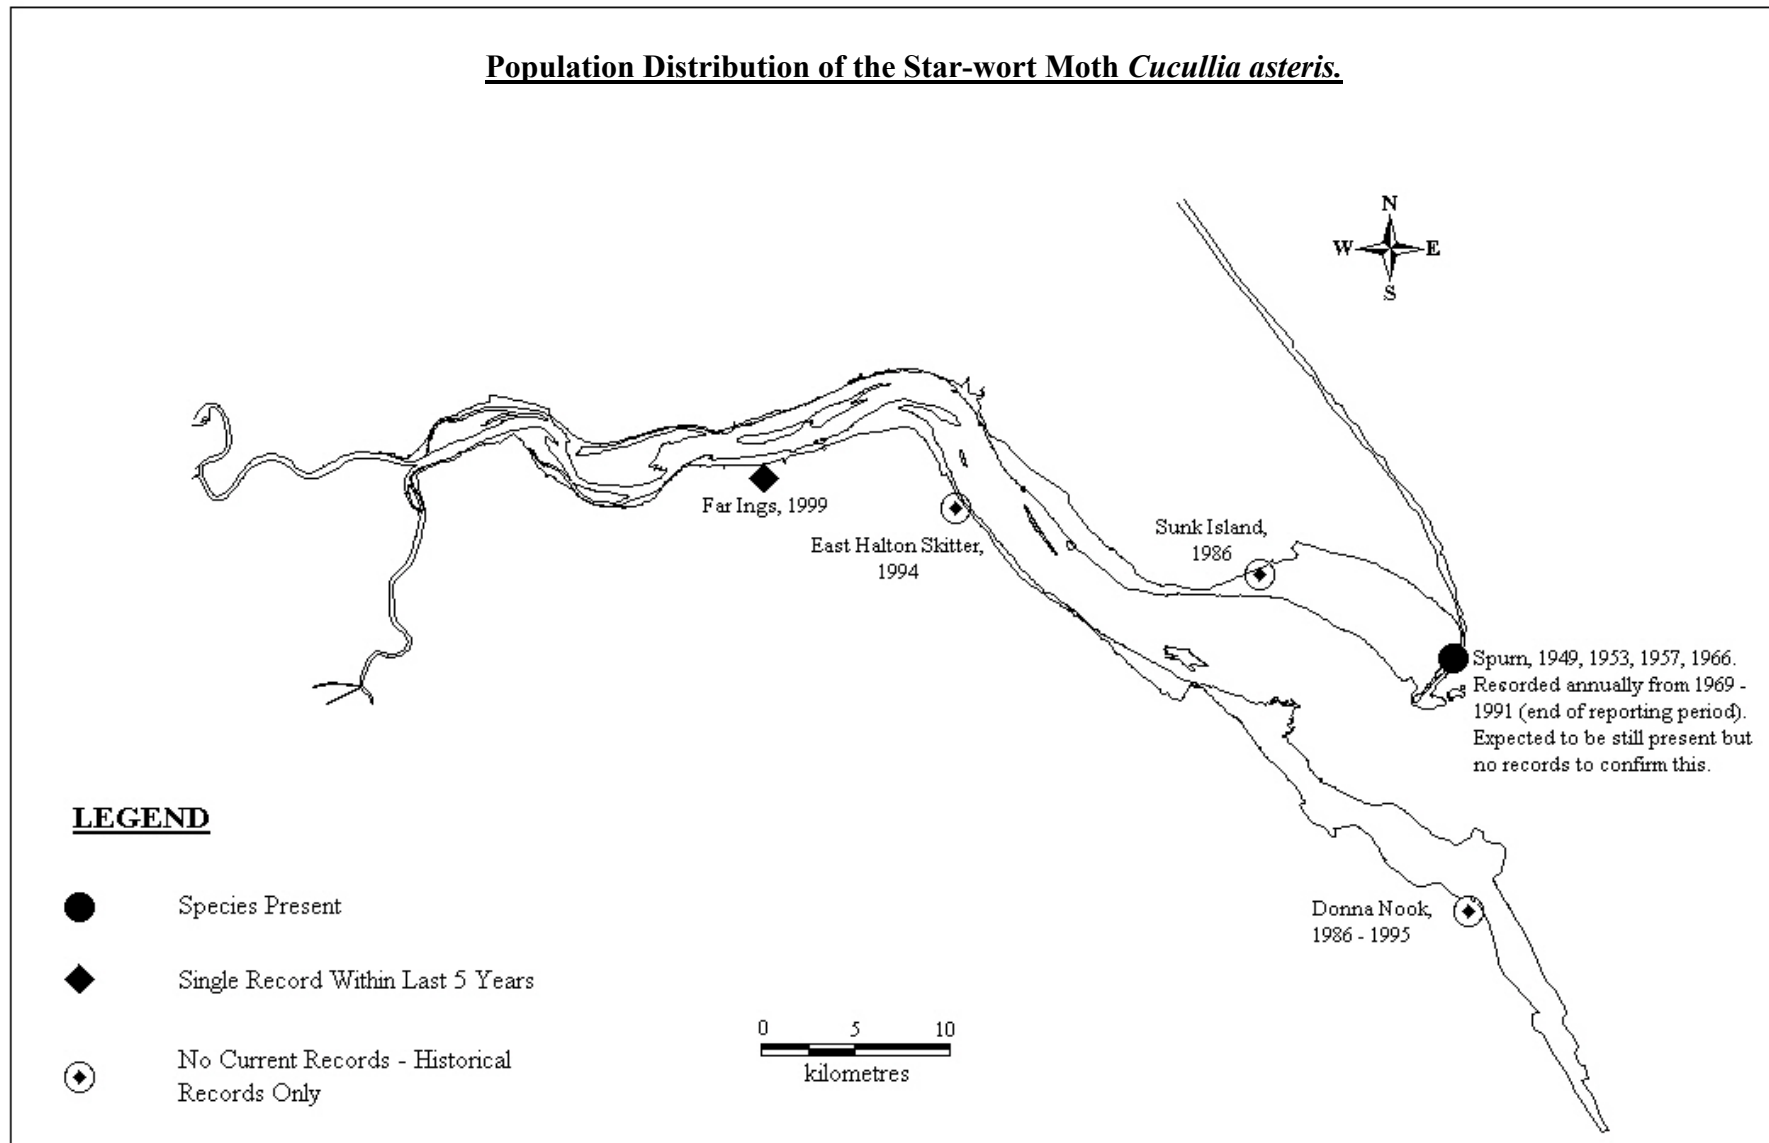 Population Distribution of the Star-wort Moth Cucullia asteris.
N
W E
S
Far Ings, 1999
East Halton Skitter,
1994
Sunk Island,
1986
Spurn, 1949, 1953, 1957, 1966.
Recorded annually from 1969 -
1991 (end of reporting period).
Expected to be still present but
no records to confirm this.
Donna Nook,
1986 - 1995
LEGEND
Species Present
Single Record Within Last 5 Years
No Current Records - Historical
Records Only
0 5 10
kilometres